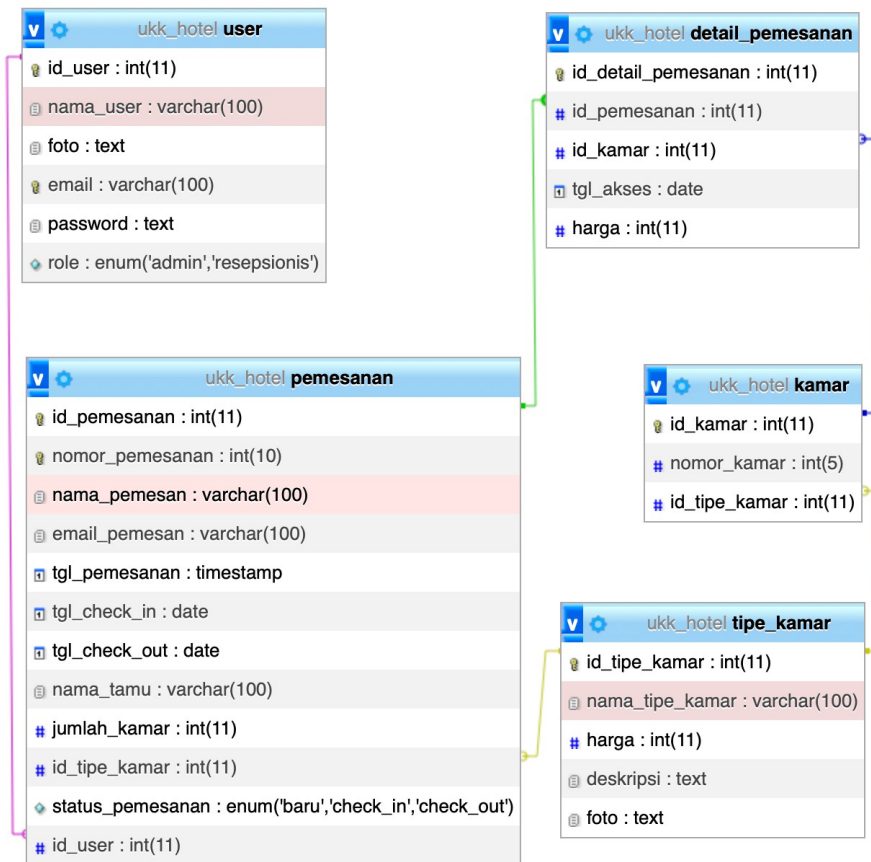 ukk_hotel user
id_user : int(11)
nama_user : varchar(100)
foto : text
email : varchar(100)
password : text
role : enum('admin','resepsionis')
ukk_hotel detail_pemesanan
id_detail_pemesanan : int(11)
id_pemesanan : int(11)
id_kamar : int(11)
tgl_akses : date
harga : int(11)
ukk_hotel pemesanan
id_pemesanan : int(11)
nomor_pemesanan : int(10)
nama_pemesan : varchar(100)
email_pemesan : varchar(100)
tgl_pemesanan : timestamp
tgl_check_in : date
tgl_check_out : date
nama_tamu : varchar(100)
jumlah_kamar : int(11)
id_tipe_kamar : int(11)
status_pemesanan : enum('baru','check_in','check_out')
id_user : int(11)
ukk_hotel kamar
id_kamar : int(11)
nomor_kamar : int(5)
id_tipe_kamar : int(11)
ukk_hotel tipe_kamar
id_tipe_kamar : int(11)
nama_tipe_kamar : varchar(100)
harga : int(11)
deskripsi : text
foto : text